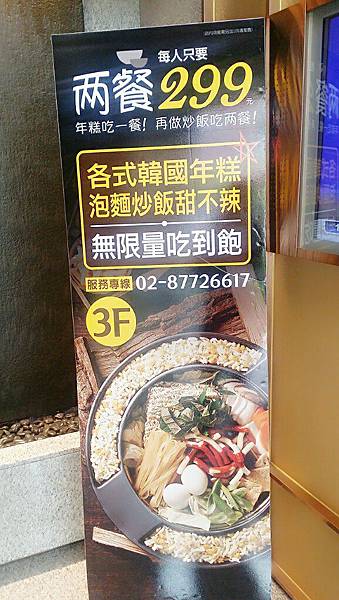 每人只要
两餐 299元
年糕吃一餐! 再做炒飯吃两餐!
各式韓國年糕
泡麵炒飯甜不辣
無限量吃到飽
服務專線 02-87726617
3F